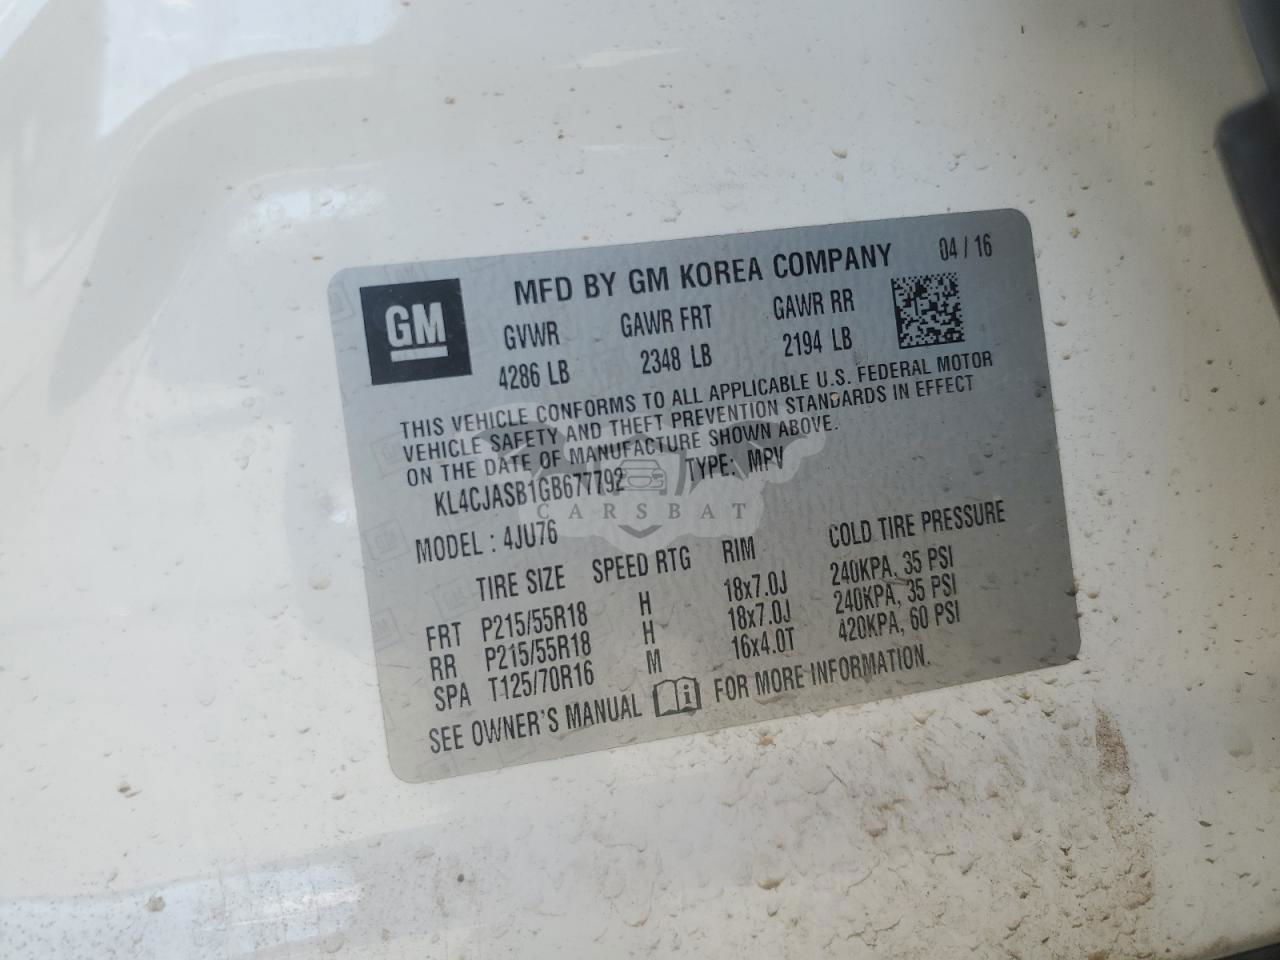 MFD BY GM KOREA COMPANY 04 / 16
GM
GVWR GAWR FRT GAWR RR
4286 LB 2348 LB 2194 LB
THIS VEHICLE CONFORMS TO ALL APPLICABLE U.S. FEDERAL MOTOR
VEHICLE SAFETY AND THEFT PREVENTION STANDARDS IN EFFECT
ON THE DATE OF MANUFACTURE SHOWN ABOVE.
KL4CJASB1GB677792 TYPE: MPV
CARSBAT
MODEL : 4JU76
TIRE SIZE SPEED RTG RIM COLD TIRE PRESSURE
FRT P215/55R18 H 18x7.0J 240KPA, 35 PSI
RR P215/55R18 H 18x7.0J 240KPA, 35 PSI
SPA T125/70R16 M 16x4.0T 420KPA, 60 PSI
SEE OWNER'S MANUAL i FOR MORE INFORMATION.